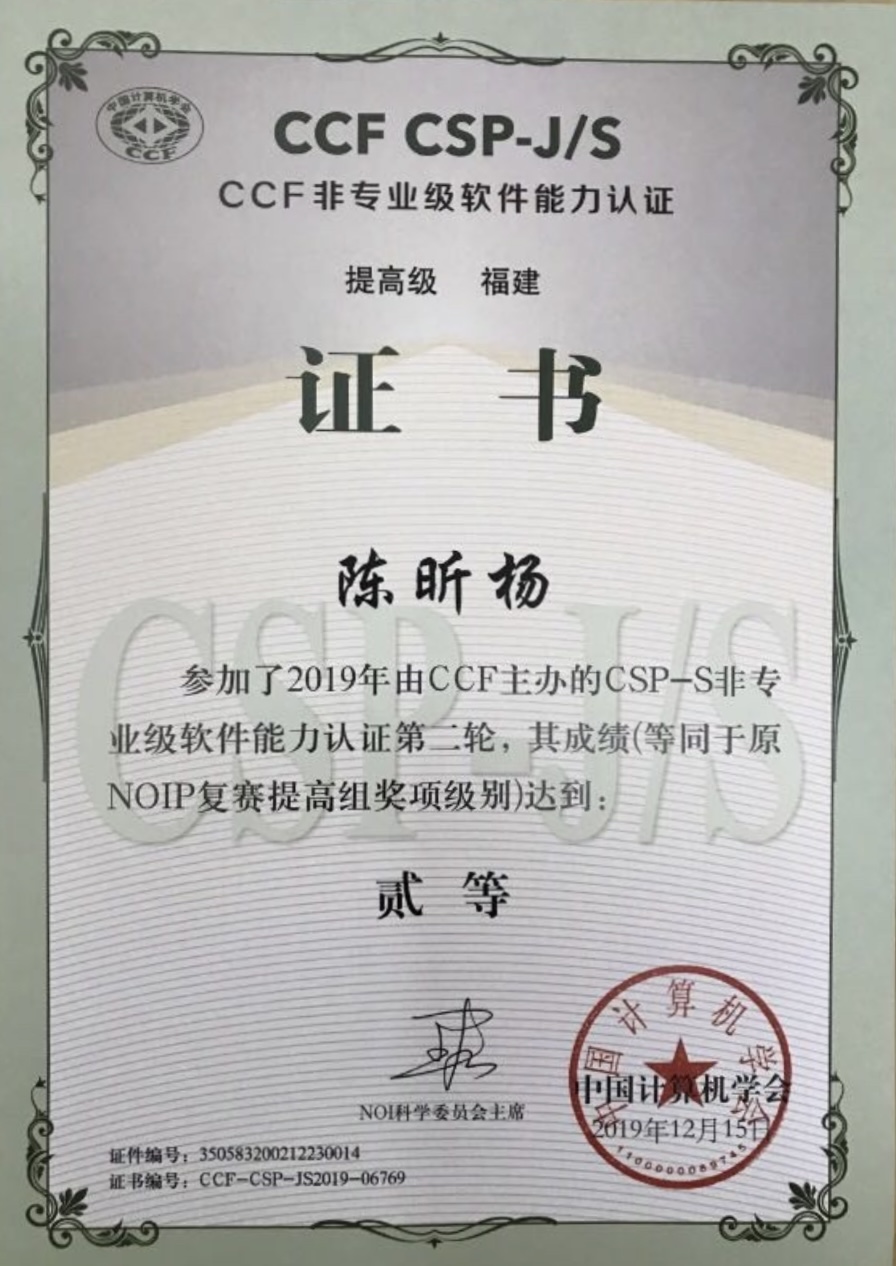 中国计算机学会
CCF
CCF CSP-J/S
CCF非专业级软件能力认证
提高级 福建
证 书
陈昕杨
参加了2019年由CCF主办的CSP-S非专
业级软件能力认证第二轮，其成绩(等同于原
NOIP复赛提高组奖项级别)达到：
贰 等
NOI科学委员会主席
中国计算机学会
中国计算机学会
2019年12月15日
1100000089745
证件编号：350583200212230014
证书编号：CCF-CSP-JS2019-06769
CSP-J/S